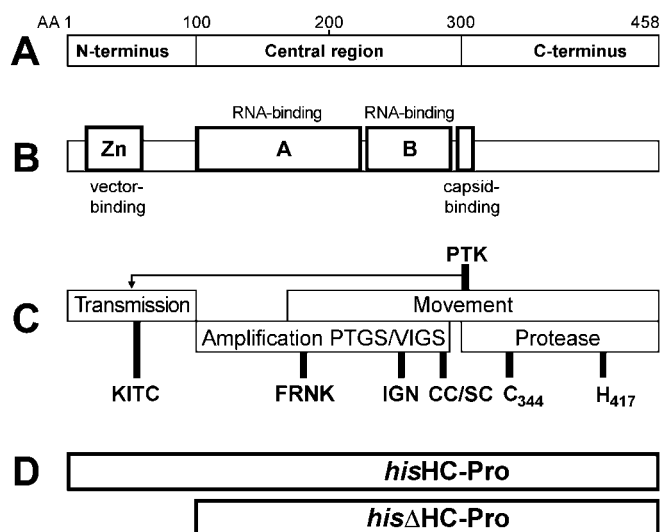 AA 1 100 200 300 458
A N-terminus Central region C-terminus
RNA-binding RNA-binding
B Zn A B
vector-binding capsid-binding
PTK
C Transmission Movement
Amplification PTGS/VIGS Protease
KITC FRNK IGN CC/SC C344 H417
D hisHC-Pro
hisΔHC-Pro